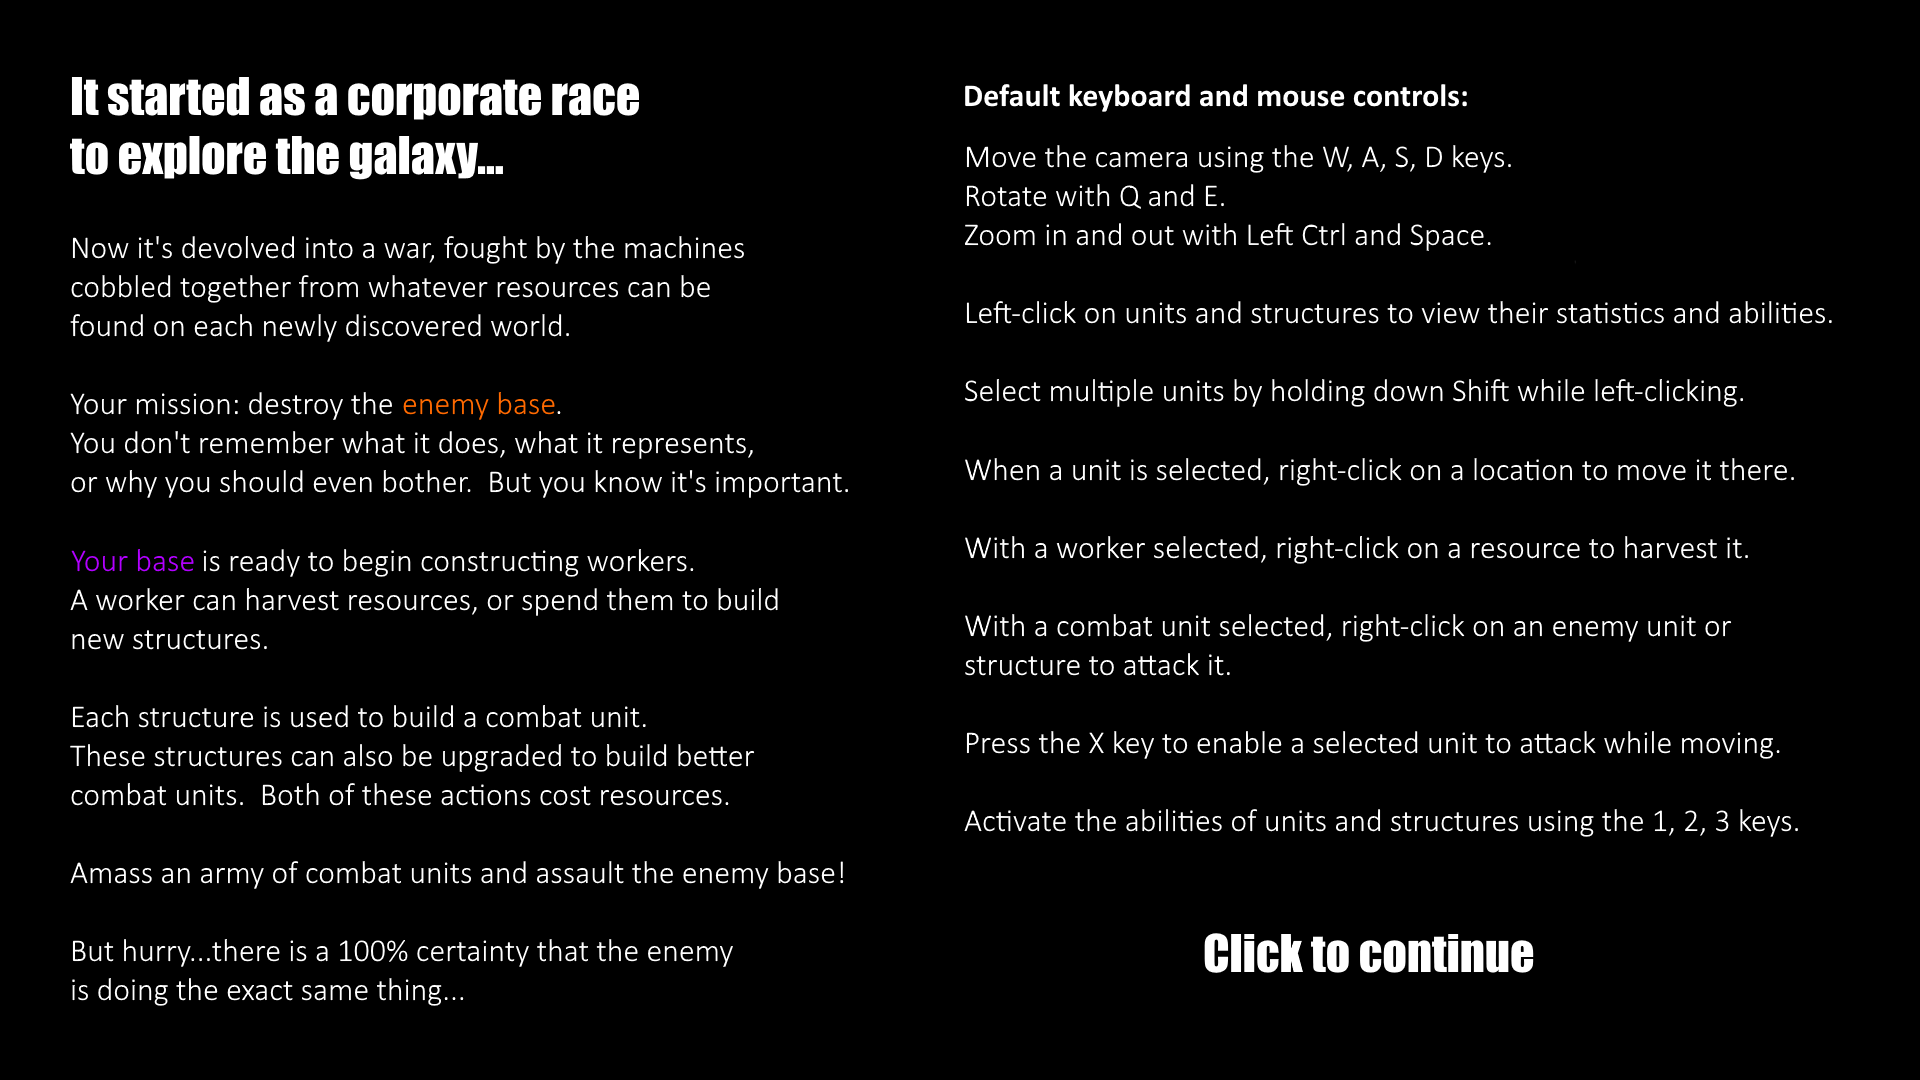 It started as a corporate race
to explore the galaxy...
Now it's devolved into a war, fought by the machines
cobbled together from whatever resources can be
found on each newly discovered world.
Your mission: destroy the enemy base.
You don't remember what it does, what it represents,
or why you should even bother.  But you know it's important.
Your base is ready to begin constructing workers.
A worker can harvest resources, or spend them to build
new structures.
Each structure is used to build a combat unit.
These structures can also be upgraded to build better
combat units.  Both of these actions cost resources.
Amass an army of combat units and assault the enemy base!
But hurry...there is a 100% certainty that the enemy
is doing the exact same thing...
Default keyboard and mouse controls:
Move the camera using the W, A, S, D keys.
Rotate with Q and E.
Zoom in and out with Left Ctrl and Space.
Left-click on units and structures to view their statistics and abilities.
Select multiple units by holding down Shift while left-clicking.
When a unit is selected, right-click on a location to move it there.
With a worker selected, right-click on a resource to harvest it.
With a combat unit selected, right-click on an enemy unit or
structure to attack it.
Press the X key to enable a selected unit to attack while moving.
Activate the abilities of units and structures using the 1, 2, 3 keys.
Click to continue